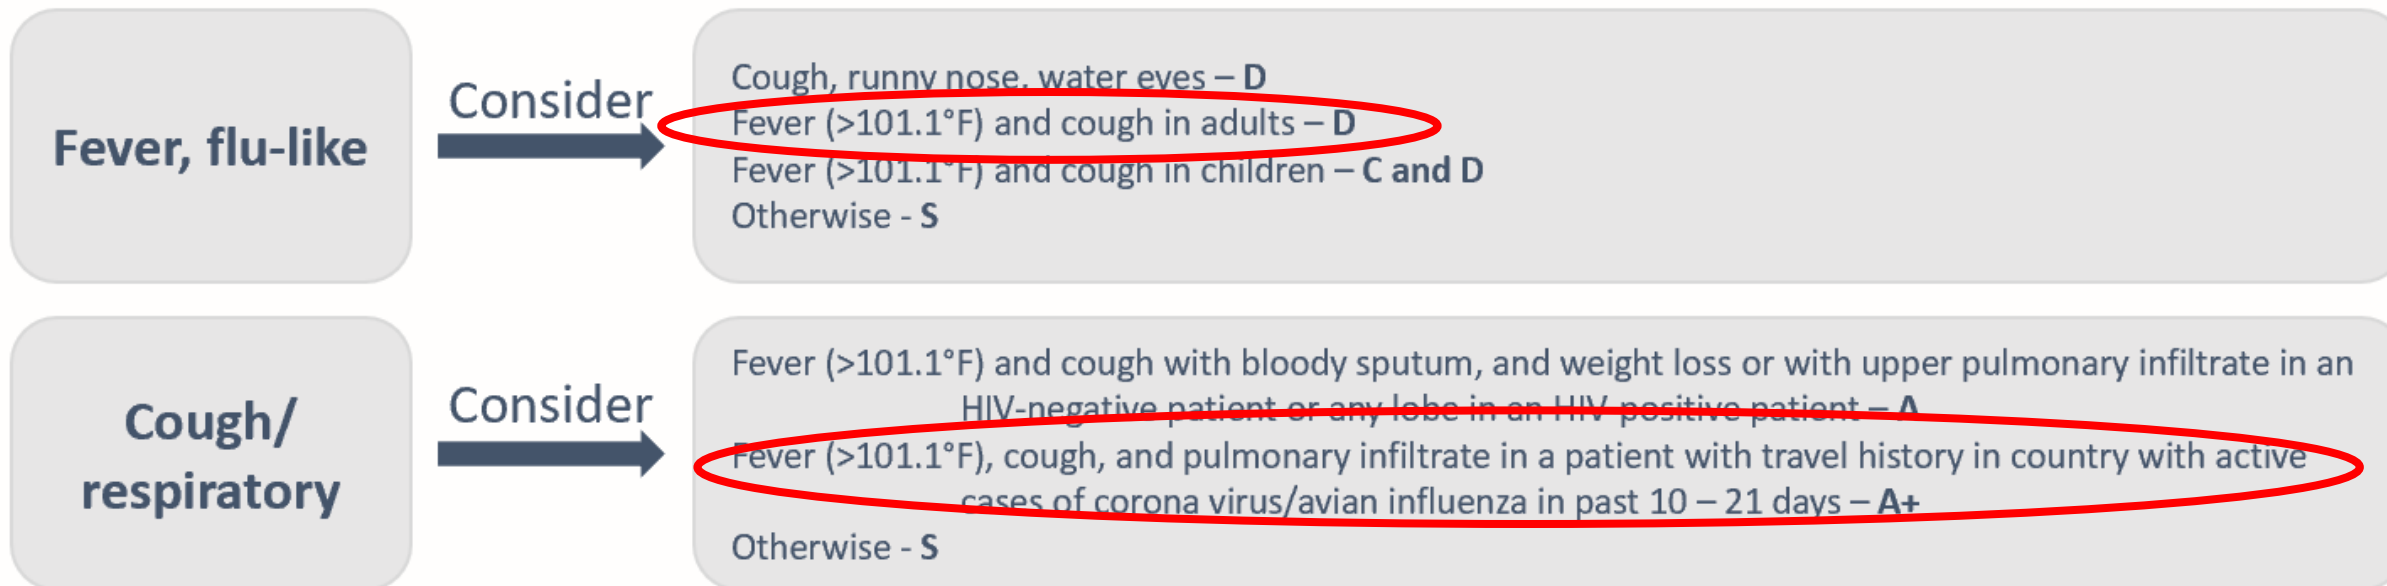 Fever, flu-like
Consider
Cough, runny nose, water eyes – D
Fever (>101.1°F) and cough in adults – D
Fever (>101.1°F) and cough in children – C and D
Otherwise - S
Cough/
respiratory
Consider
Fever (>101.1°F) and cough with bloody sputum, and weight loss or with upper pulmonary infiltrate in an
HIV-negative patient or any lobe in an HIV-positive patient – A
Fever (>101.1°F), cough, and pulmonary infiltrate in a patient with travel history in country with active
cases of corona virus/avian influenza in past 10 – 21 days – A+
Otherwise - S